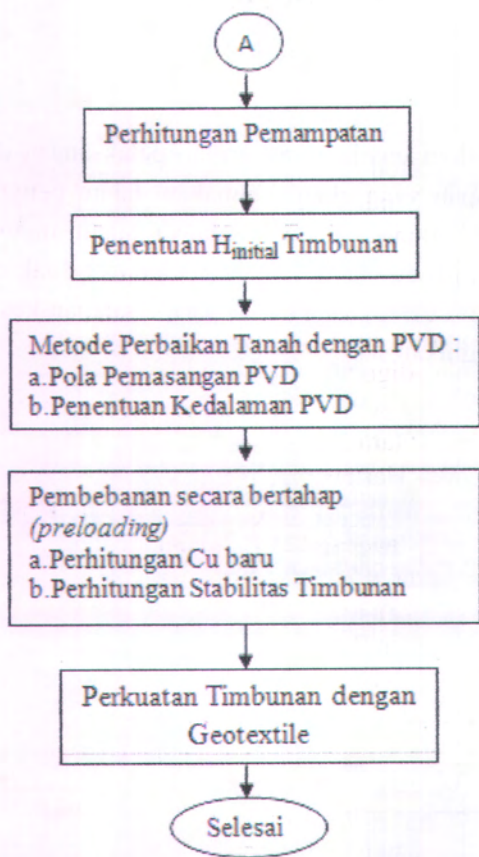 A
Perhitungan Pemampatan
Penentuan Hinitial Timbunan
Metode Perbaikan Tanah dengan PVD :
a.Pola Pemasangan PVD
b.Penentuan Kedalaman PVD
Pembebanan secara bertahap
(preloading)
a.Perhitungan Cu baru
b.Perhitungan Stabilitas Timbunan
Perkuatan Timbunan dengan
Geotextile
Selesai